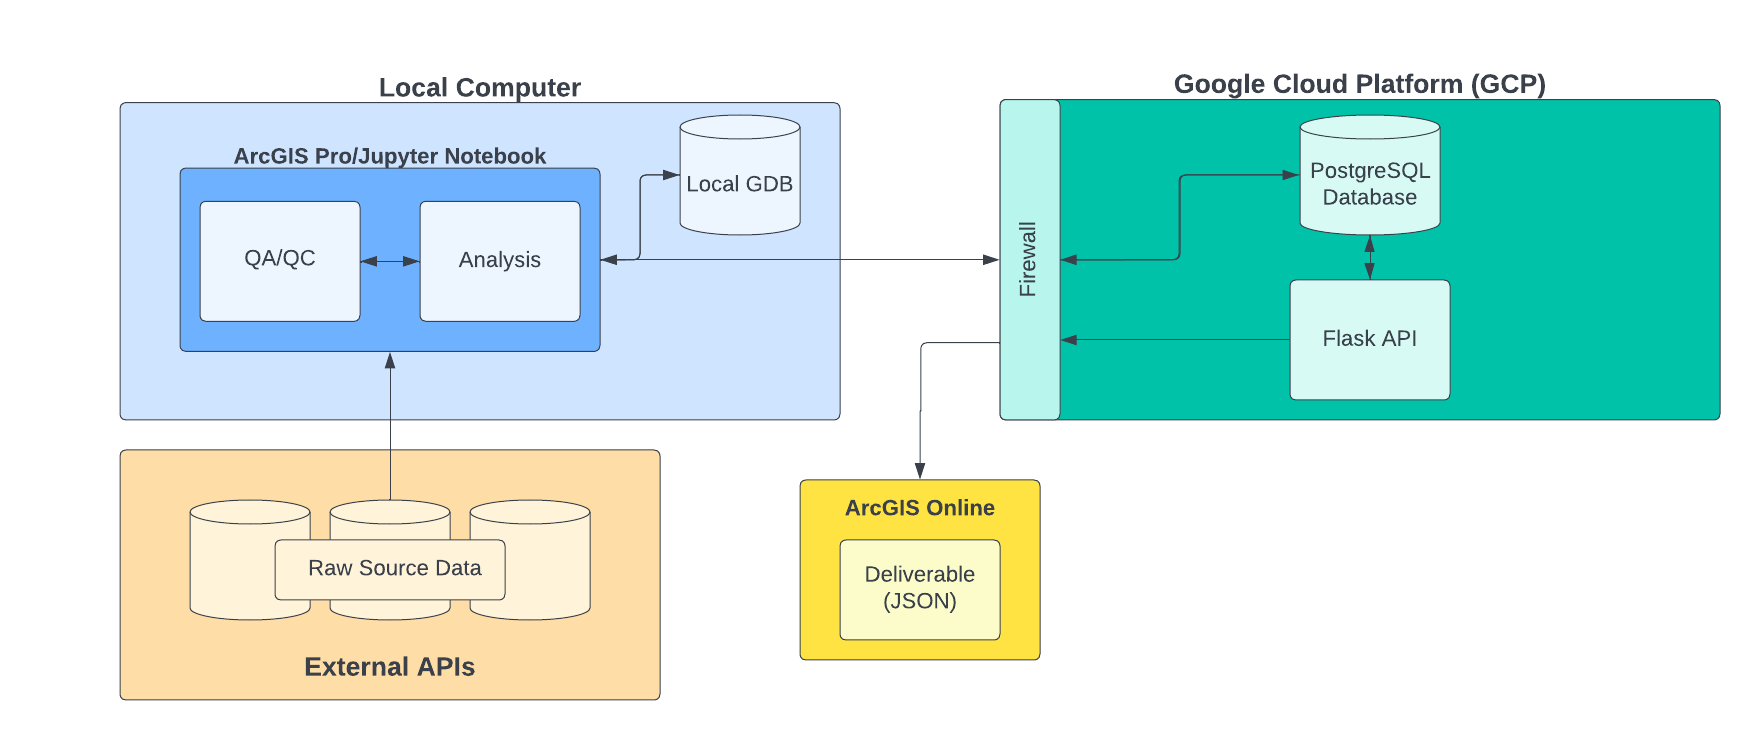 Local Computer
ArcGIS Pro/Jupyter Notebook
QA/QC
Analysis
Local GDB
Google Cloud Platform (GCP)
Firewall
PostgreSQL
Database
Flask API
Raw Source Data
External APIs
ArcGIS Online
Deliverable
(JSON)